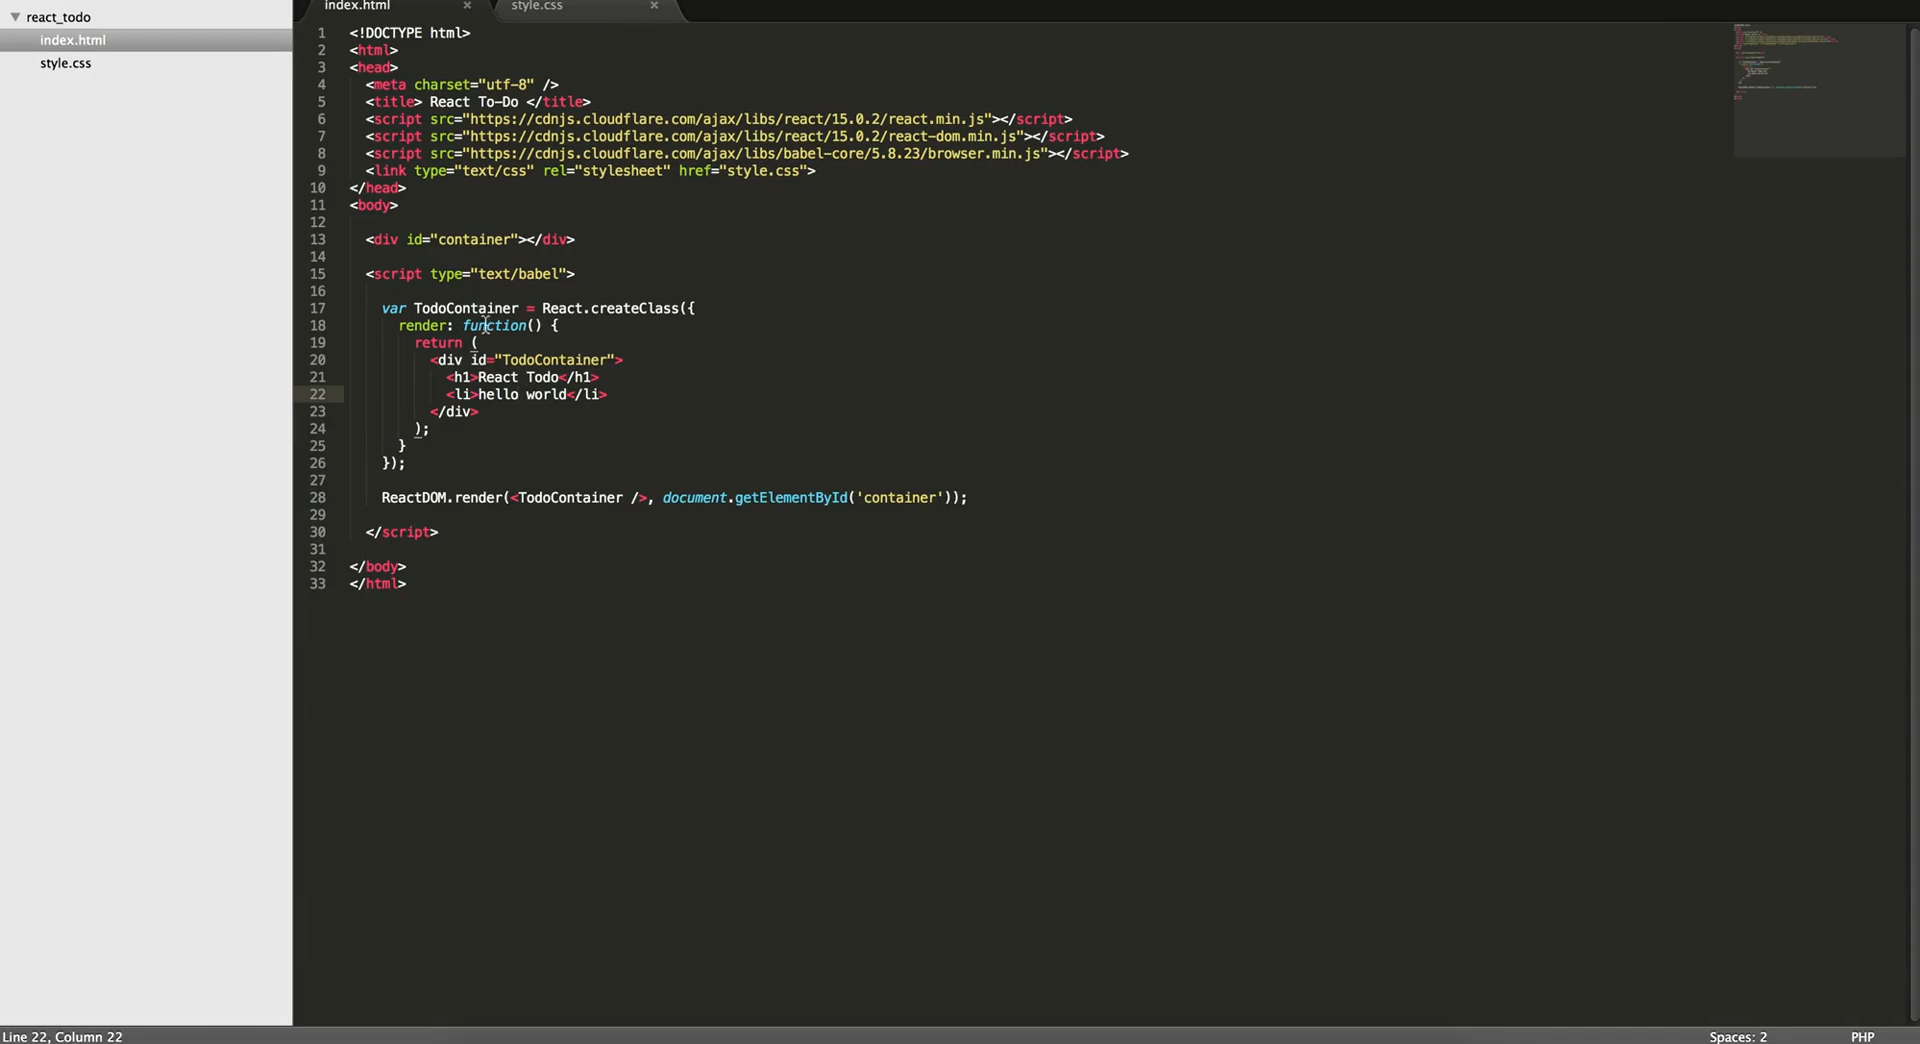 react_todo
index.html
style.css
index.html × style.css ×
1 <!DOCTYPE html>
2 <html>
3 <head>
4   <meta charset="utf-8" />
5   <title> React To-Do </title>
6   <script src="https://cdnjs.cloudflare.com/ajax/libs/react/15.0.2/react.min.js"></script>
7   <script src="https://cdnjs.cloudflare.com/ajax/libs/react/15.0.2/react-dom.min.js"></script>
8   <script src="https://cdnjs.cloudflare.com/ajax/libs/babel-core/5.8.23/browser.min.js"></script>
9   <link type="text/css" rel="stylesheet" href="style.css">
10 </head>
11 <body>
12
13   <div id="container"></div>
14
15   <script type="text/babel">
16
17     var TodoContainer = React.createClass({
18       render: function() {
19         return (
20           <div id="TodoContainer">
21             <h1>React Todo</h1>
22             <li>hello world</li>
23           </div>
24         );
25       }
26     });
27
28     ReactDOM.render(<TodoContainer />, document.getElementById('container'));
29
30   </script>
31
32 </body>
33 </html>
Line 22, Column 22 Spaces: 2 PHP